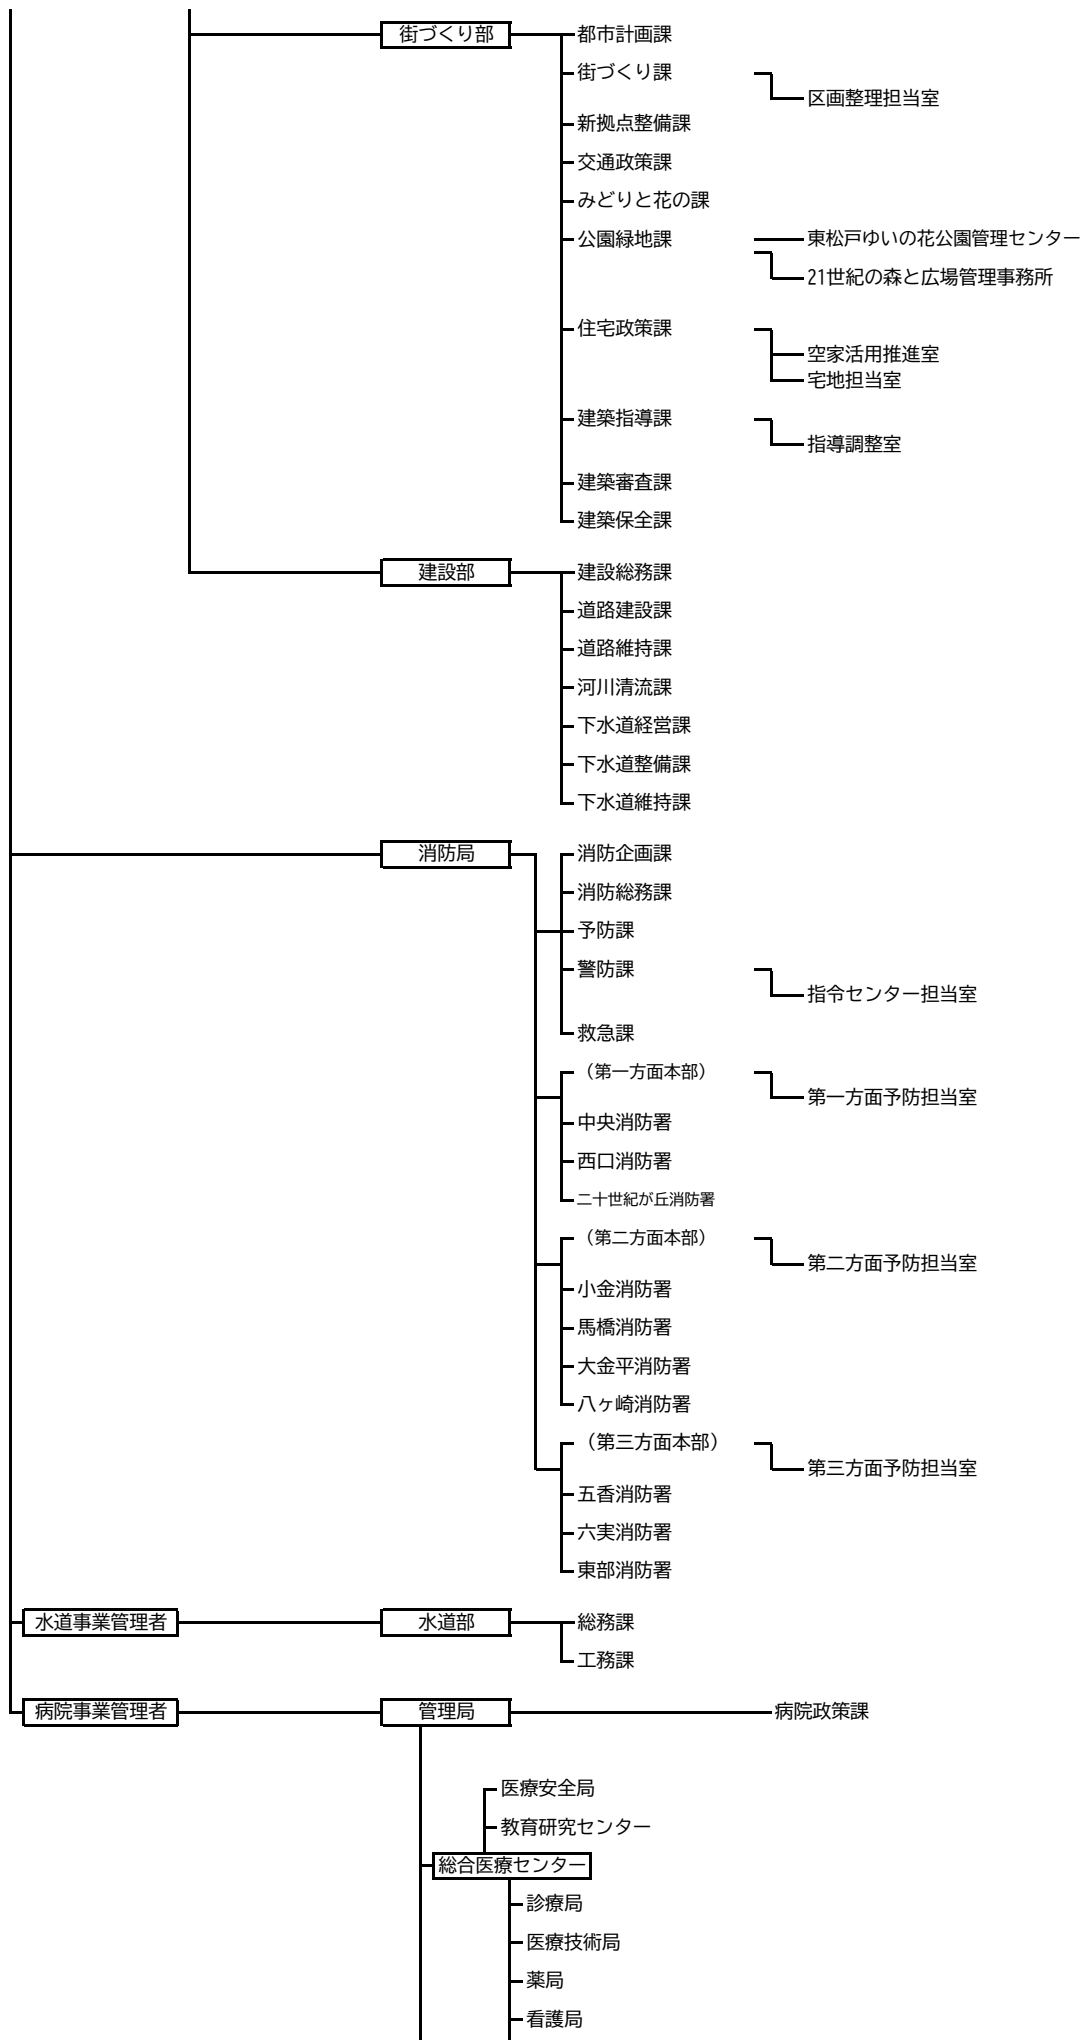 街づくり部
都市計画課
街づくり課
区画整理担当室
新拠点整備課
交通政策課
みどりと花の課
公園緑地課
東松戸ゆいの花公園管理センター
21世紀の森と広場管理事務所
住宅政策課
空家活用推進室
宅地担当室
建築指導課
指導調整室
建築審査課
建築保全課
建設部
建設総務課
道路建設課
道路維持課
河川清流課
下水道経営課
下水道整備課
下水道維持課
消防局
消防企画課
消防総務課
予防課
警防課
指令センター担当室
救急課
（第一方面本部）
第一方面予防担当室
中央消防署
西口消防署
二十世紀が丘消防署
（第二方面本部）
第二方面予防担当室
小金消防署
馬橋消防署
大金平消防署
八ヶ崎消防署
（第三方面本部）
第三方面予防担当室
五香消防署
六実消防署
東部消防署
水道事業管理者
水道部
総務課
工務課
病院事業管理者
管理局
病院政策課
医療安全局
教育研究センター
総合医療センター
診療局
医療技術局
薬局
看護局